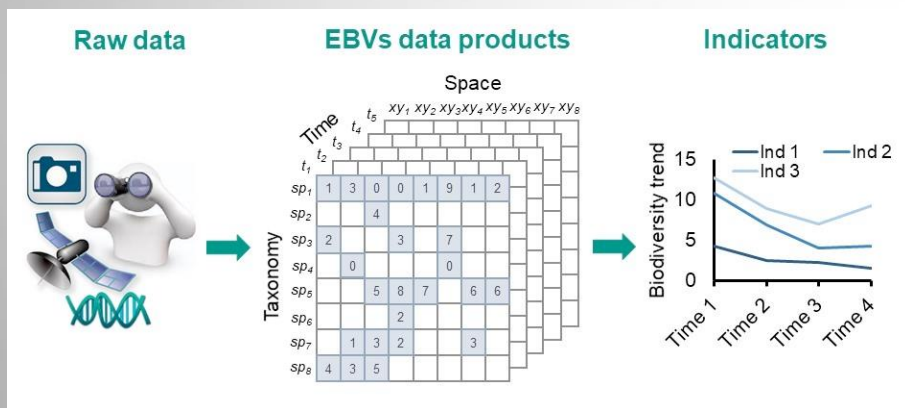 Raw data
EBVs data products
Indicators
Space
xy₁ xy₂ xy₃ xy₄ xy₅ xy₆ xy₇ xy₈
Time
t₁ t₂ t₃ t₄ t₅
Taxonomy
sp₁ 1 3 0 0 1 9 1 2
sp₂ 4
sp₃ 2 3 7
sp₄ 0 0
sp₅ 5 8 7 6 6
sp₆ 2
sp₇ 1 3 2 3
sp₈ 4 3 5
Biodiversity trend
15
10
5
0
Ind 1 Ind 2
Ind 3
Time 1 Time 2 Time 3 Time 4